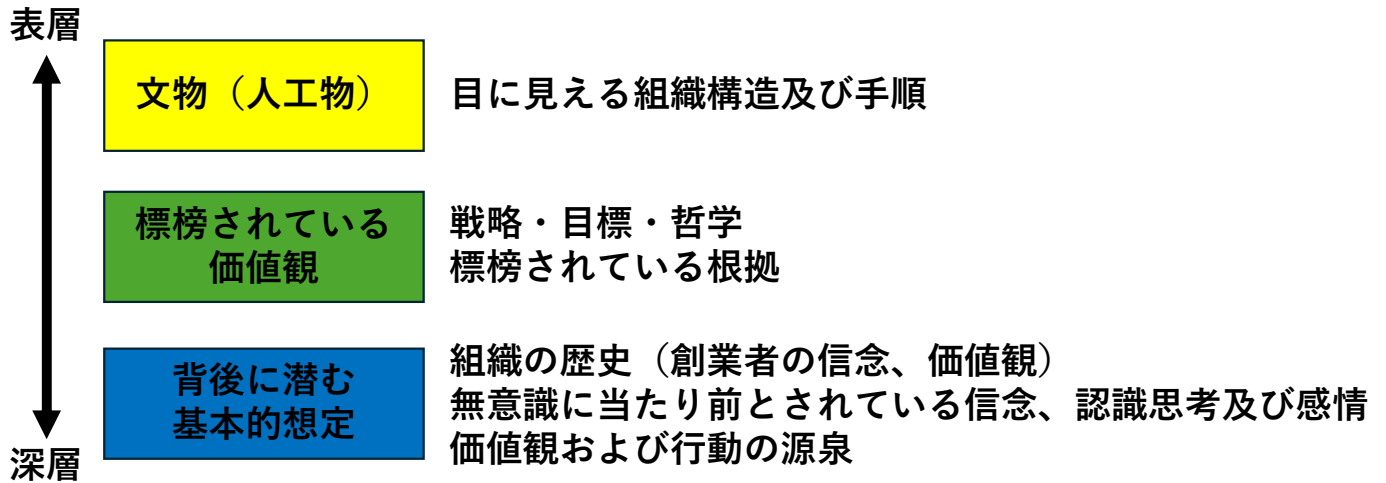 表層
文物（人工物）
目に見える組織構造及び手順
標榜されている
価値観
戦略・目標・哲学
標榜されている根拠
背後に潜む
基本的想定
組織の歴史（創業者の信念、価値観）
無意識に当たり前とされている信念、認識思考及び感情
価値観および行動の源泉
深層